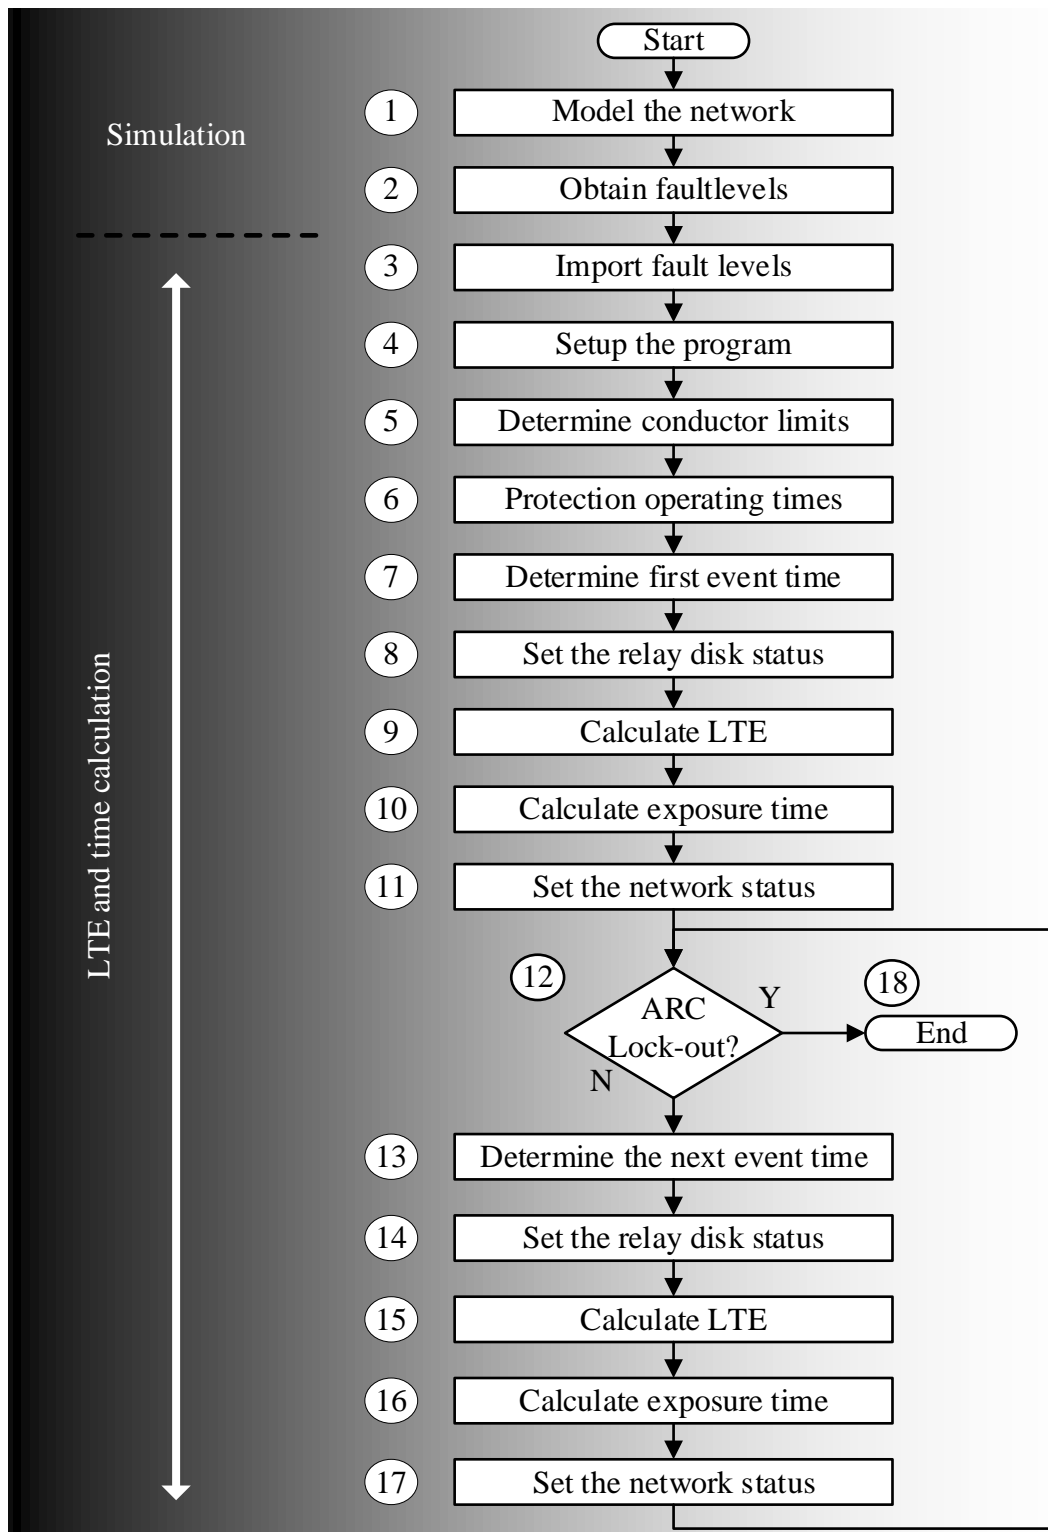 Start
1
Model the network
Simulation
2
Obtain faultlevels
3
Import fault levels
4
Setup the program
5
Determine conductor limits
6
Protection operating times
7
Determine first event time
8
Set the relay disk status
9
Calculate LTE
10
Calculate exposure time
11
Set the network status
LTE and time calculation
12
ARC
Lock-out?
Y
N
18
End
13
Determine the next event time
14
Set the relay disk status
15
Calculate LTE
16
Calculate exposure time
17
Set the network status